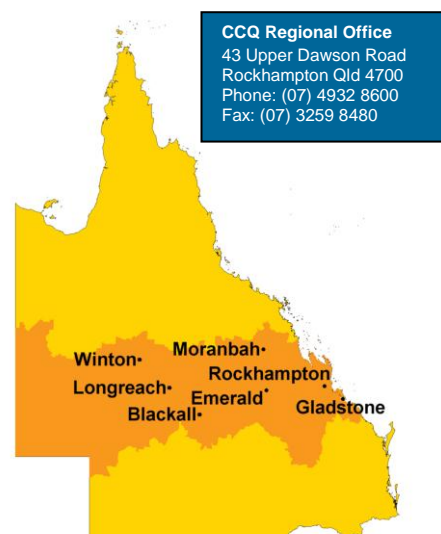 CCQ Regional Office
43 Upper Dawson Road
Rockhampton Qld 4700
Phone: (07) 4932 8600
Fax: (07) 3259 8480
Moranbah
Winton
Rockhampton
Longreach
Emerald
Blackall
Gladstone